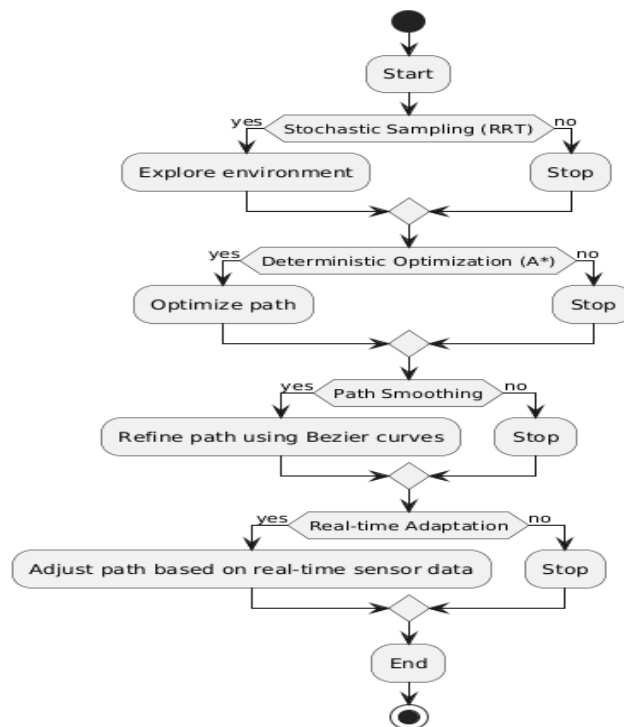 Start
yes
Stochastic Sampling (RRT)
no
Explore environment
Stop
yes
Deterministic Optimization (A*)
no
Optimize path
Stop
yes
Path Smoothing
no
Refine path using Bezier curves
Stop
yes
Real-time Adaptation
no
Adjust path based on real-time sensor data
Stop
End